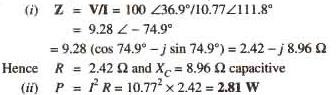 (i) Z = V/I = 100 ∠36.9°/10.77∠111.8°
= 9.28 ∠ – 74.9°
= 9.28 (cos 74.9° – j sin 74.9°) = 2.42 – j 8.96 Ω
Hence R = 2.42 Ω and X_C = 8.96 Ω capacitive
(ii) P = I² R = 10.77² × 2.42 = 2.81 W